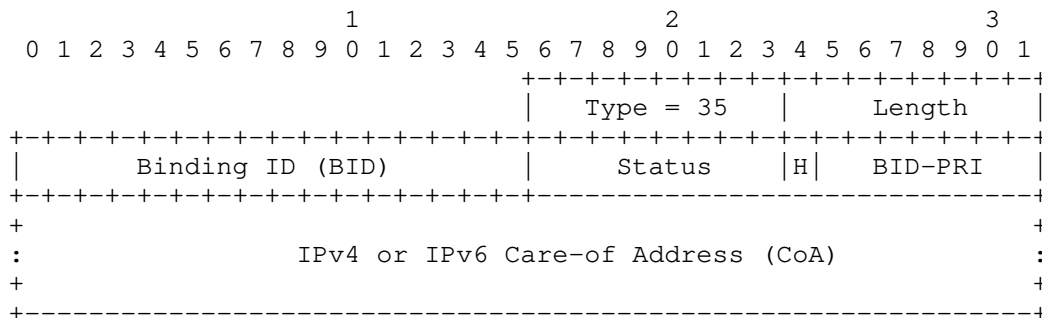 1                   2                   3
 0 1 2 3 4 5 6 7 8 9 0 1 2 3 4 5 6 7 8 9 0 1 2 3 4 5 6 7 8 9 0 1
                                +-+-+-+-+-+-+-+-+-+-+-+-+-+-+-+-+
                                |   Type = 35   |     Length    |
+-+-+-+-+-+-+-+-+-+-+-+-+-+-+-+-+-+-+-+-+-+-+-+-+-+-+-+-+-+-+-+-+
|       Binding ID (BID)        |     Status    |H|   BID-PRI   |
+-+-+-+-+-+-+-+-+-+-+-+-+-+-+-+-+-------------------------------+
+                                                               +
:                 IPv4 or IPv6 Care-of Address (CoA)            :
+                                                               +
+---------------------------------------------------------------+